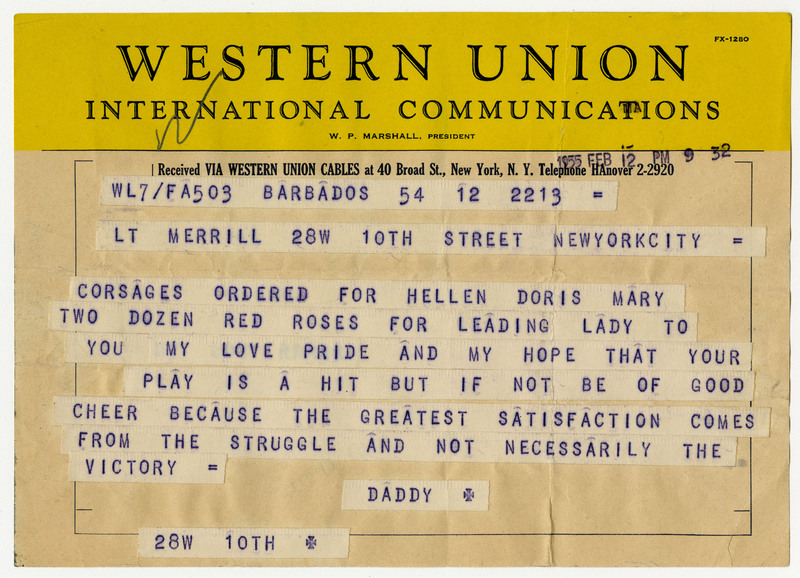 FX-1280
WESTERN UNION
INTERNATIONAL COMMUNICATIONS
W. P. MARSHALL, PRESIDENT
1955 FEB 12 PM 9 32
Received VIA WESTERN UNION CABLES at 40 Broad St., New York, N. Y. Telephone HAnover 2-2920
WL7/FA503 BARBADOS 54 12 2213 =
LT MERRILL 28W 10TH STREET NEWYORKCITY =
CORSAGES ORDERED FOR HELLEN DORIS MARY
TWO DOZEN RED ROSES FOR LEADING LADY TO
YOU MY LOVE PRIDE AND MY HOPE THAT YOUR
PLAY IS A HIT BUT IF NOT BE OF GOOD
CHEER BECAUSE THE GREATEST SATISFACTION COMES
FROM THE STRUGGLE AND NOT NECESSARILY THE
VICTORY =
DADDY ✠
28W 10TH ✠